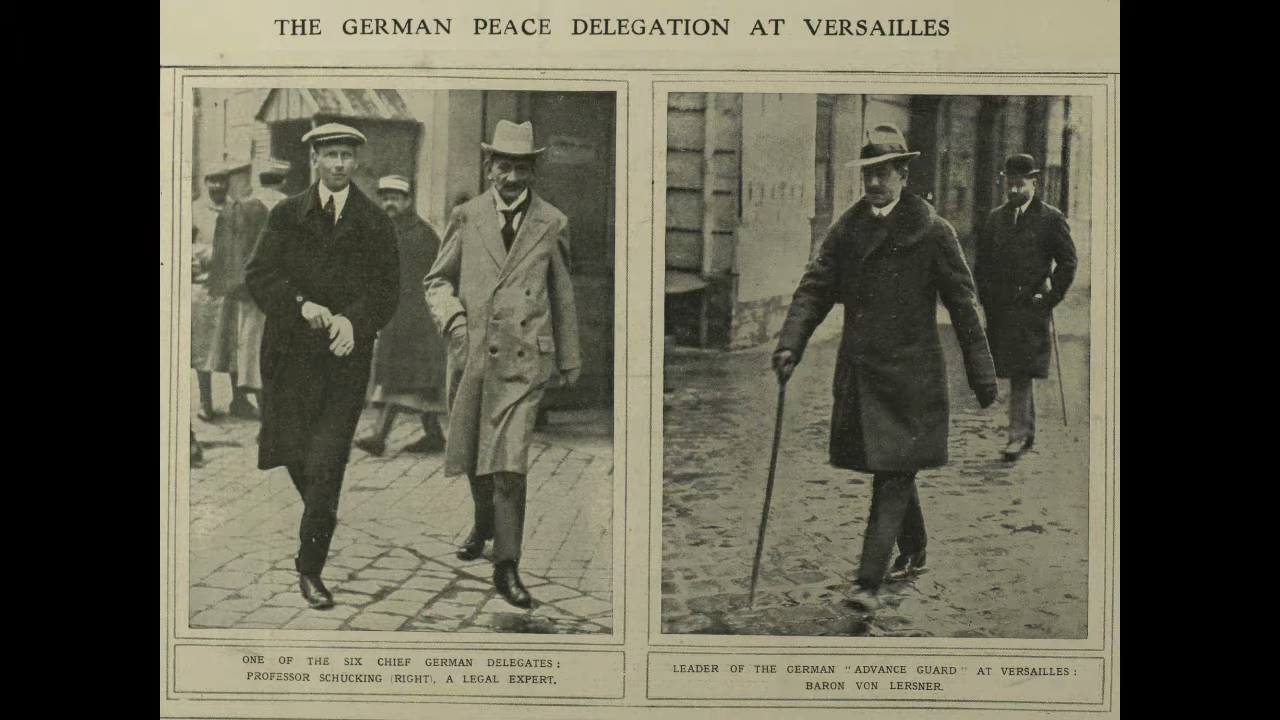 THE GERMAN PEACE DELEGATION AT VERSAILLES
ONE OF THE SIX CHIEF GERMAN DELEGATES:
PROFESSOR SCHUCKING (RIGHT), A LEGAL EXPERT.
LEADER OF THE GERMAN "ADVANCE GUARD" AT VERSAILLES:
BARON VON LERSNER.